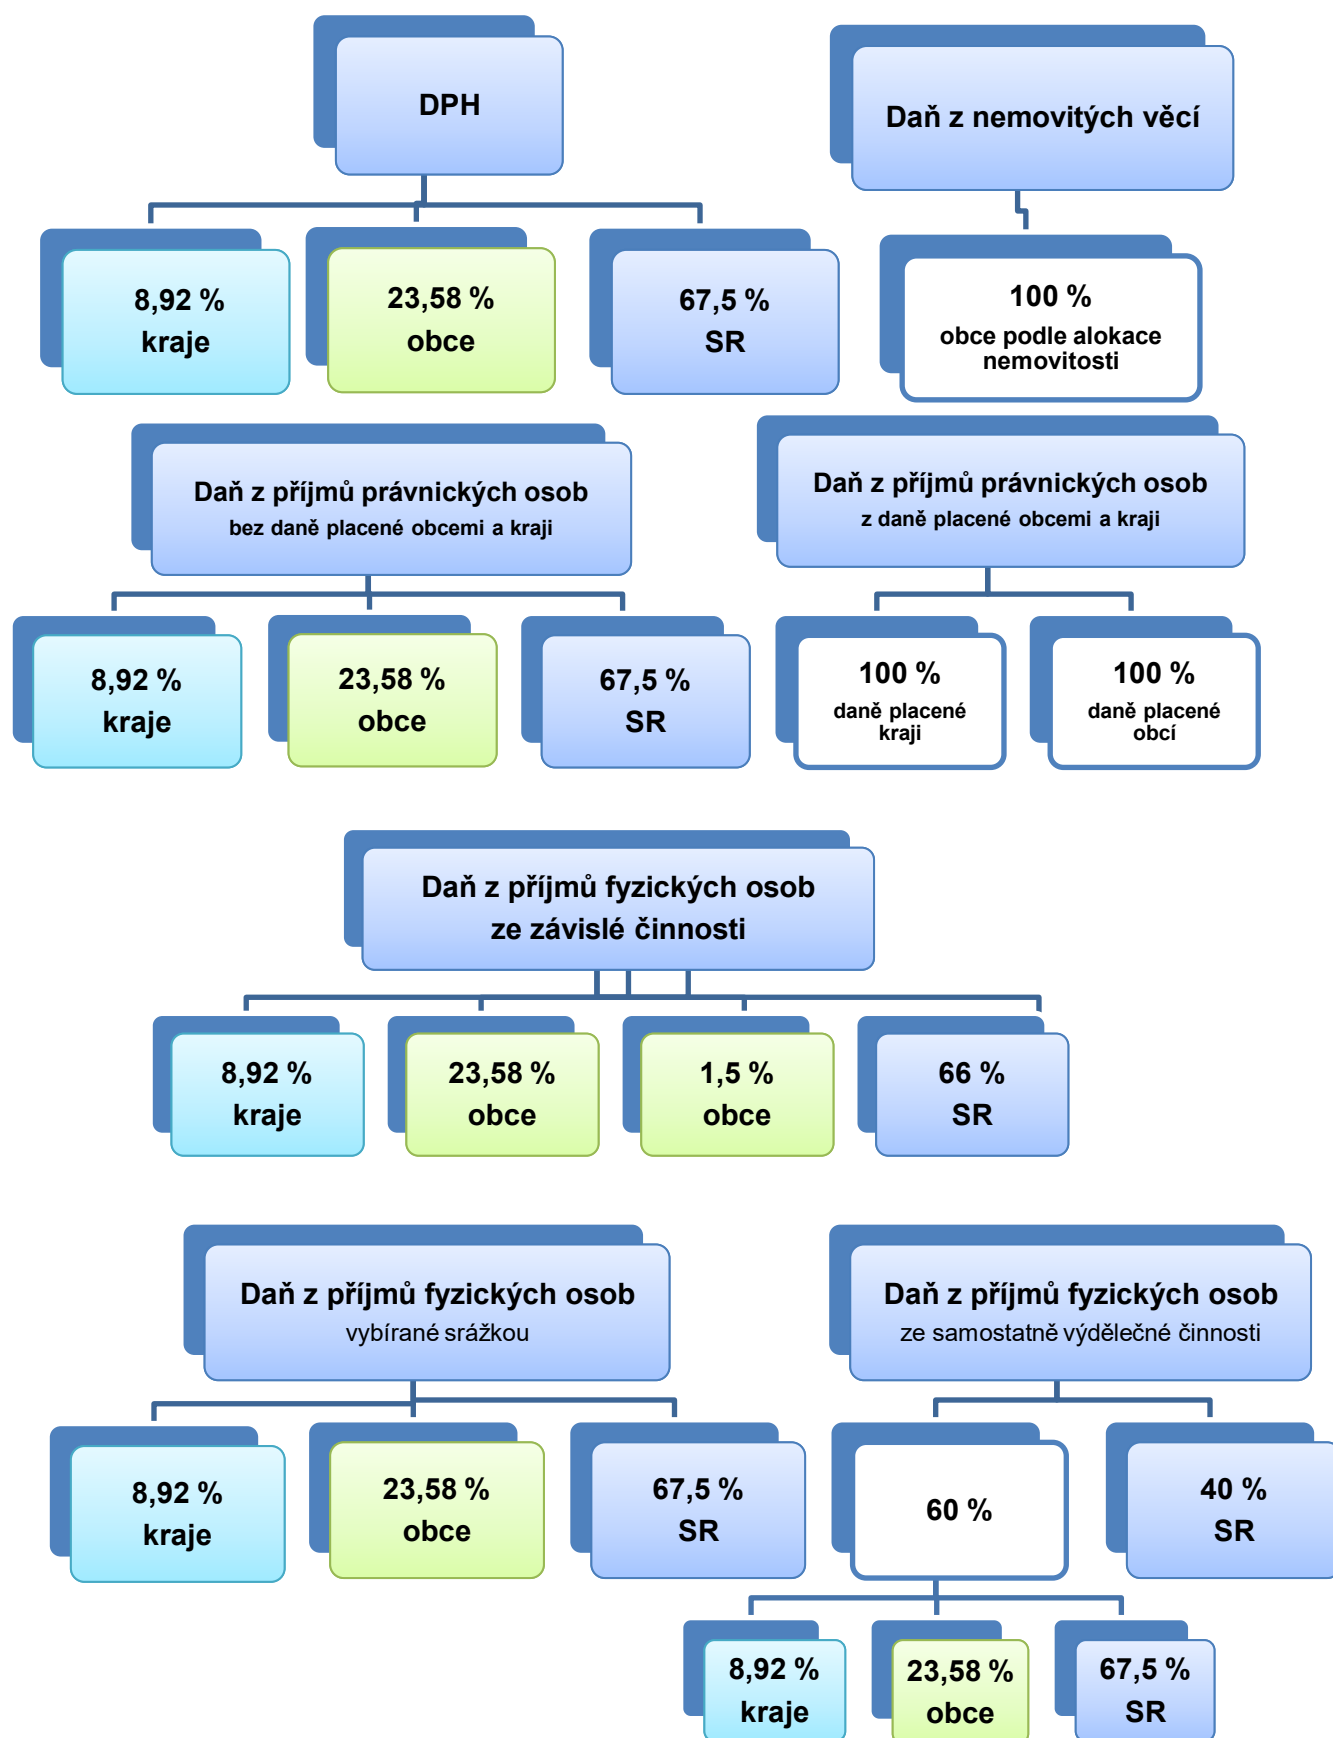 DPH
Daň z nemovitých věcí
8,92 %
kraje
23,58 %
obce
67,5 %
SR
100 %
obce podle alokace
nemovitosti
Daň z příjmů právnických osob
bez daně placené obcemi a kraji
Daň z příjmů právnických osob
z daně placené obcemi a kraji
8,92 %
kraje
23,58 %
obce
67,5 %
SR
100 %
daně placené
kraji
100 %
daně placené
obcí
Daň z příjmů fyzických osob
ze závislé činnosti
8,92 %
kraje
23,58 %
obce
1,5 %
obce
66 %
SR
Daň z příjmů fyzických osob
vybírané srážkou
Daň z příjmů fyzických osob
ze samostatně výdělečné činnosti
8,92 %
kraje
23,58 %
obce
67,5 %
SR
60 %
40 %
SR
8,92 %
kraje
23,58 %
obce
67,5 %
SR